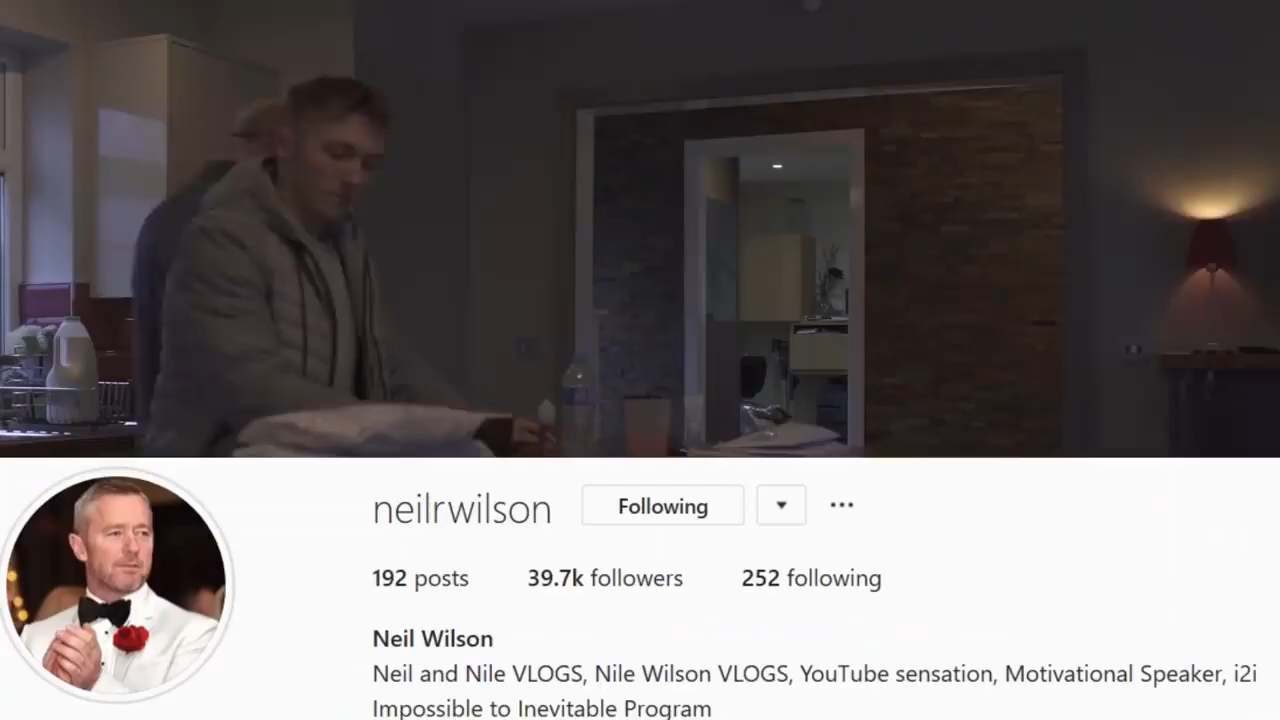 neilrwilson Following
192 posts 39.7k followers 252 following
Neil Wilson
Neil and Nile VLOGS, Nile Wilson VLOGS, YouTube sensation, Motivational Speaker, i2i
Impossible to Inevitable Program